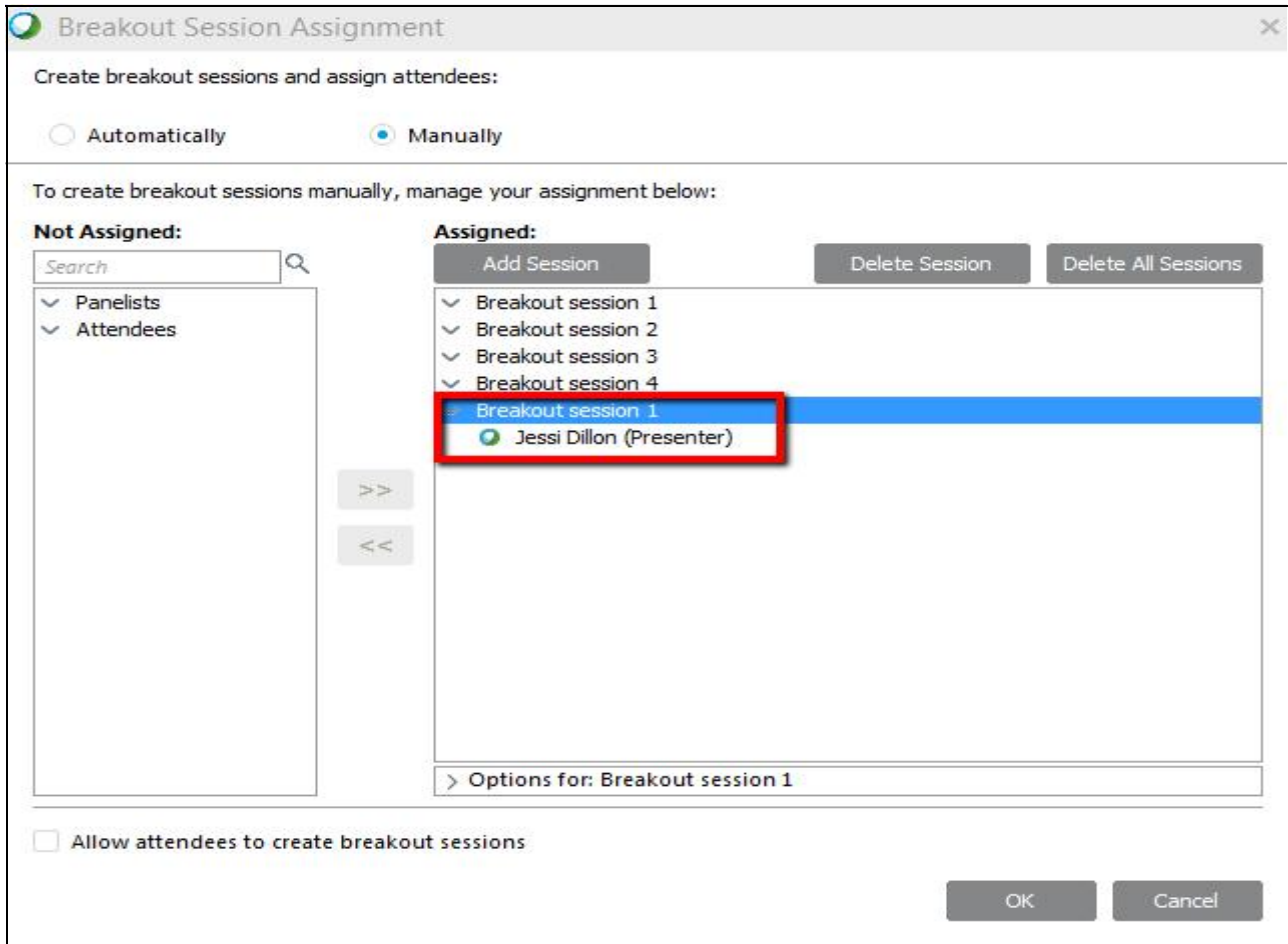 Breakout Session Assignment
Create breakout sessions and assign attendees:
Automatically Manually
To create breakout sessions manually, manage your assignment below:
Not Assigned: Assigned:
Search Add Session Delete Session Delete All Sessions
Panelists Breakout session 1
Attendees Breakout session 2
Breakout session 3
Breakout session 4
Breakout session 1
Jessi Dillon (Presenter)
>>
<<
> Options for: Breakout session 1
Allow attendees to create breakout sessions
OK Cancel